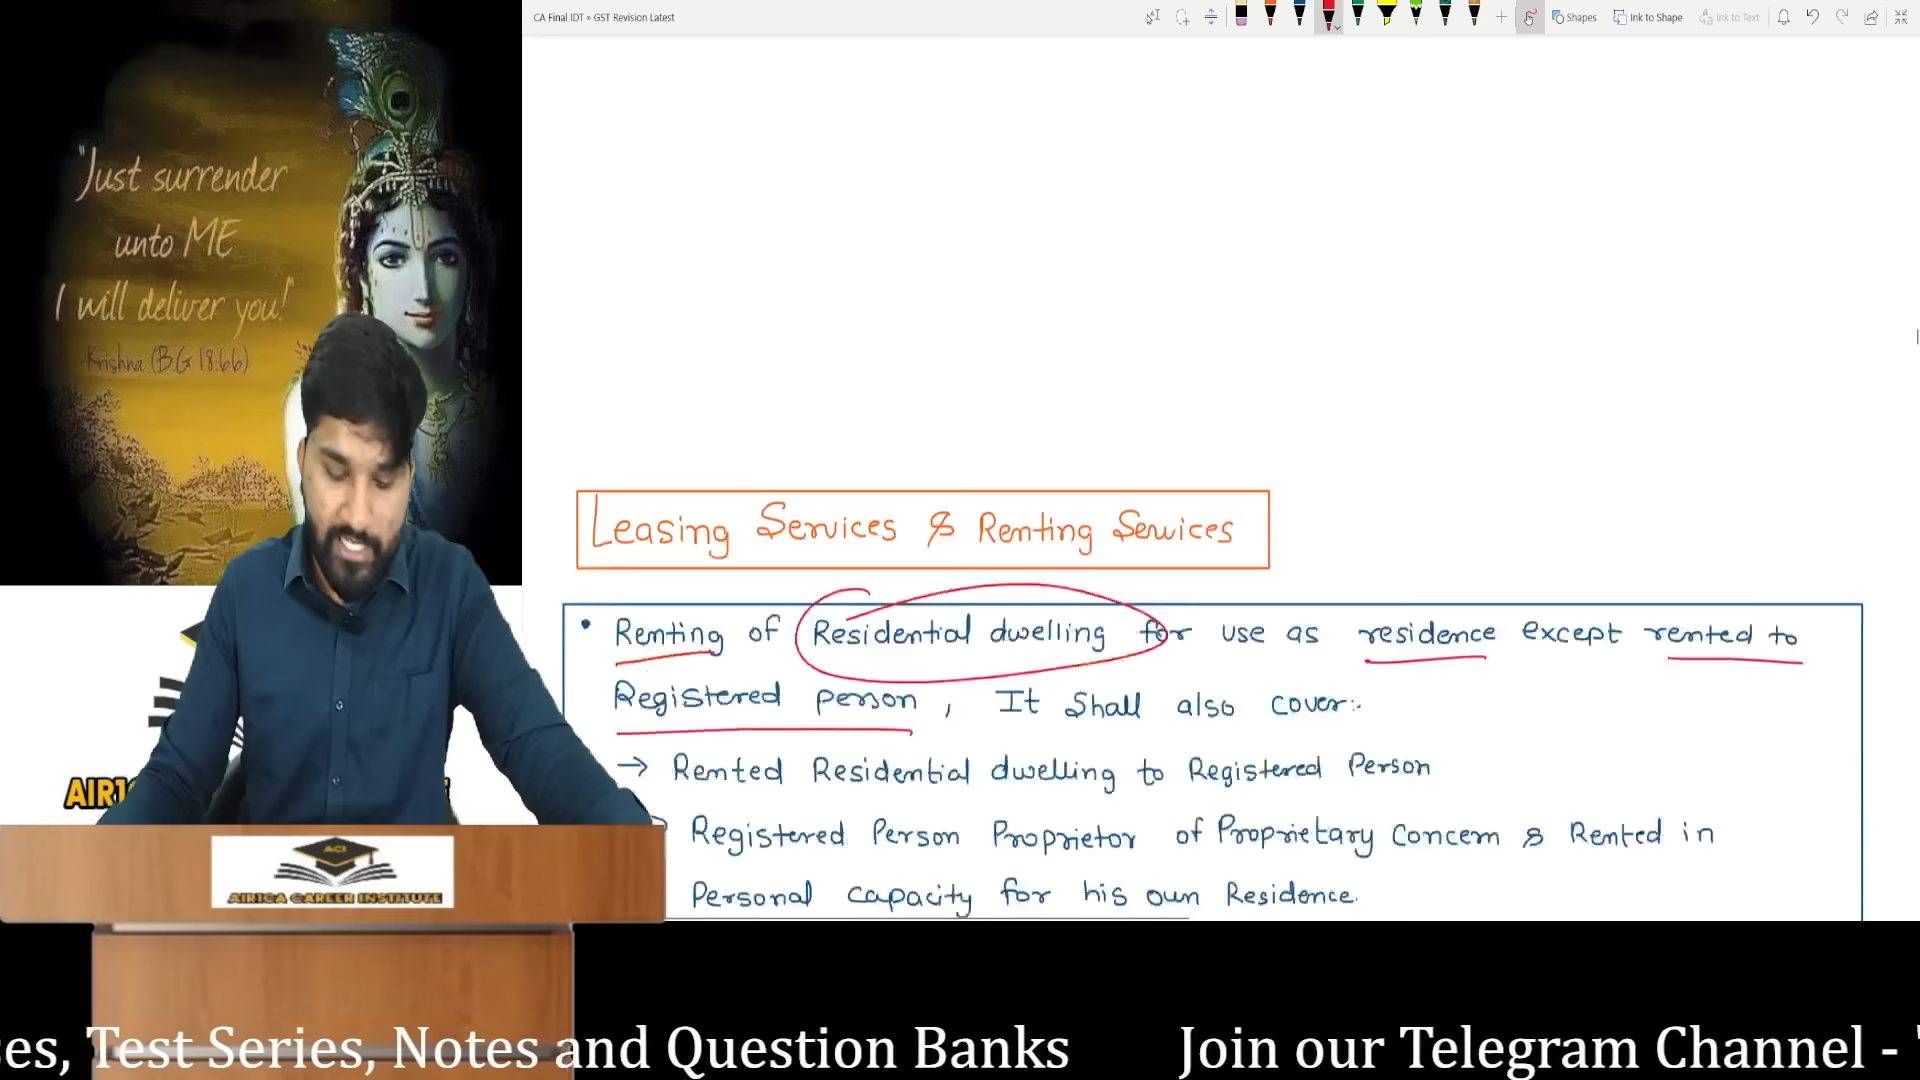 CA Final IDT » GST Revision Latest
Shapes
Ink to Shape
Ink to Text
"Just surrender
unto ME
I will deliver you!"
- Krishna (B.G 18:66)
Leasing Services & Renting Services
• Renting of Residential dwelling for use as residence except rented to
Registered person, It Shall also cover:-
→ Rented Residential dwelling to Registered Person
Registered Person Proprietor of Proprietary Concern & Rented in
Personal capacity for his own Residence.
ACI
AIR1CA CAREER INSTITUTE
Test Series, Notes and Question Banks
Join our Telegram Channel -